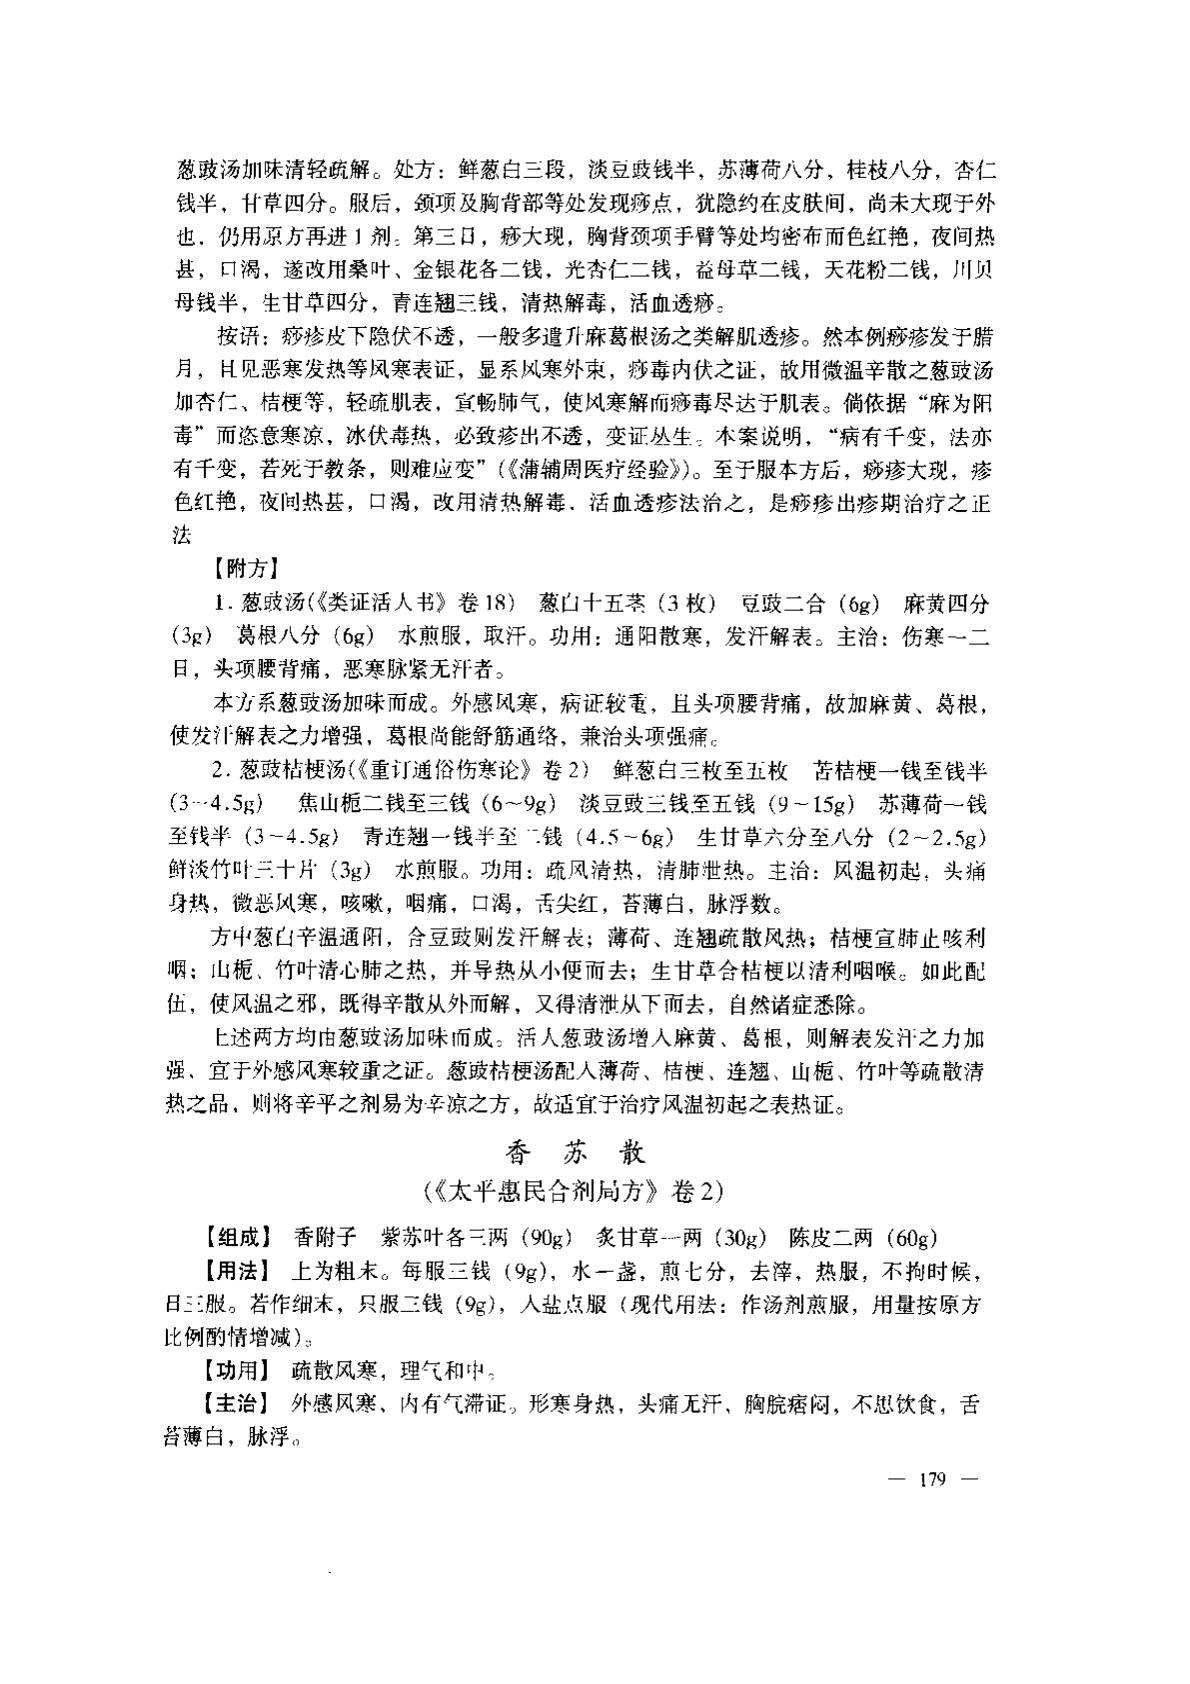 葱豉汤加味清轻疏解。处方：鲜葱白三段，淡豆豉钱半，苏薄荷八分，桂枝八分，杏仁
钱半，甘草四分。服后，颈项及胸背部等处发现痧点，犹隐约在皮肤间，尚未大现于外
也，仍用原方再进1剂。第三日，痧大现，胸背颈项手臂等处均密布而色红艳，夜间热
甚，口渴，遂改用桑叶、金银花各二钱，光杏仁二钱，益母草二钱，天花粉二钱，川贝
母钱半，生甘草四分，青连翘三钱，清热解毒，活血透痧。
按语：痧疹皮下隐伏不透，一般多遣升麻葛根汤之类解肌透疹。然本例痧疹发于腊
月，且见恶寒发热等风寒表证，显系风寒外束，痧毒内伏之证，故用微温辛散之葱豉汤
加杏仁、桔梗等，轻疏肌表，宣畅肺气，使风寒解而痧毒尽达于肌表。倘依据“麻为阳
毒”而恣意寒凉，冰伏毒热，必致疹出不透，变证丛生。本案说明，“病有千变，法亦
有千变，若死于教条，则难应变”（《蒲辅周医疗经验》）。至于服本方后，痧疹大现，疹
色红艳，夜间热甚，口渴，改用清热解毒、活血透疹法治之，是痧疹出疹期治疗之正
法
【附方】
1. 葱豉汤（《类证活人书》卷18） 葱白十五茎（3枚） 豆豉二合（6g） 麻黄四分
（3g） 葛根八分（6g） 水煎服，取汗。功用：通阳散寒，发汗解表。主治：伤寒一二
日，头项腰背痛，恶寒脉紧无汗者。
本方系葱豉汤加味而成。外感风寒，病证较重，且头项腰背痛，故加麻黄、葛根，
使发汗解表之力增强，葛根尚能舒筋通络，兼治头项强痛。
2. 葱豉桔梗汤（《重订通俗伤寒论》卷2） 鲜葱白三枚至五枚 苦桔梗一钱至钱半
（3～4.5g） 焦山栀二钱至三钱（6～9g） 淡豆豉三钱至五钱（9～15g） 苏薄荷一钱
至钱半（3～4.5g） 青连翘一钱半至二钱（4.5～6g） 生甘草六分至八分（2～2.5g）
鲜淡竹叶三十片（3g） 水煎服。功用：疏风清热，清肺泄热。主治：风温初起，头痛
身热，微恶风寒，咳嗽，咽痛，口渴，舌尖红，苔薄白，脉浮数。
方中葱白辛温通阳，合豆豉则发汗解表；薄荷、连翘疏散风热；桔梗宣肺止咳利
咽；山栀、竹叶清心肺之热，并导热从小便而去；生甘草合桔梗以清利咽喉。如此配
伍，使风温之邪，既得辛散从外而解，又得清泄从下而去，自然诸症悉除。
上述两方均由葱豉汤加味而成。活人葱豉汤增入麻黄、葛根，则解表发汗之力加
强，宜于外感风寒较重之证。葱豉桔梗汤配入薄荷、桔梗、连翘、山栀、竹叶等疏散清
热之品，则将辛平之剂易为辛凉之方，故适宜于治疗风温初起之表热证。
香 苏 散
（《太平惠民合剂局方》卷2）
【组成】 香附子 紫苏叶各三两（90g） 炙甘草一两（30g） 陈皮二两（60g）
【用法】 上为粗末。每服三钱（9g），水一盏，煎七分，去滓，热服，不拘时候，
日三服。若作细末，只服三钱（9g），入盐点服（现代用法：作汤剂煎服，用量按原方
比例酌情增减）。
【功用】 疏散风寒，理气和中。
【主治】 外感风寒、内有气滞证。形寒身热，头痛无汗，胸脘痞闷，不思饮食，舌
苔薄白，脉浮。
— 179 —